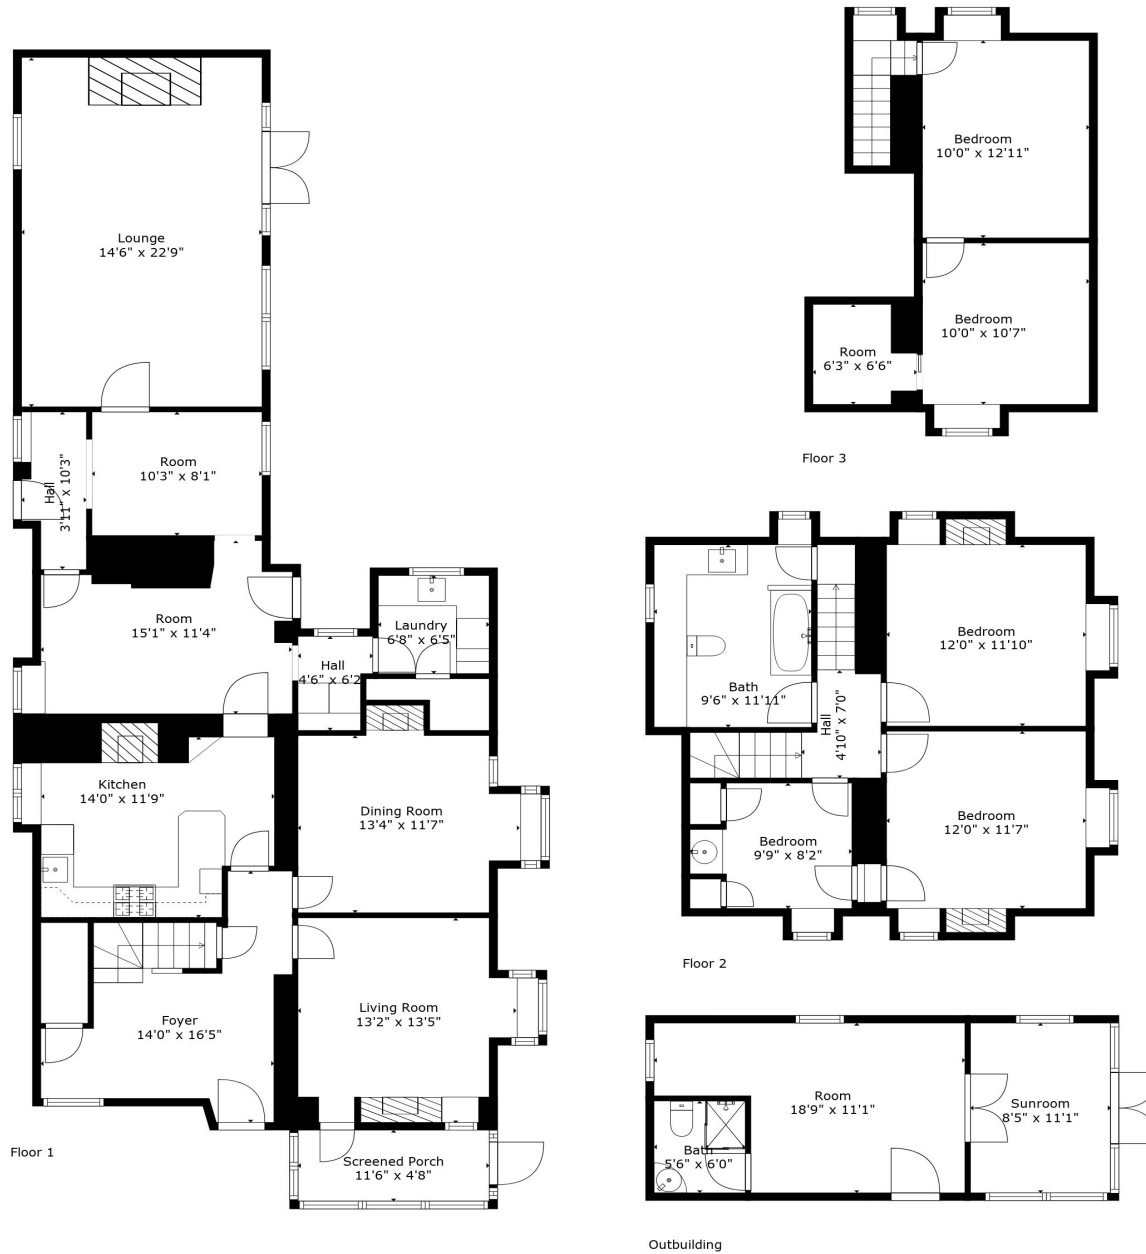 Lounge
14'6" x 22'9"
Room
10'3" x 8'1"
Hall
3'11" x 10'3"
Room
15'1" x 11'4"
Hall
4'6" x 6'2
Laundry
6'8" x 6'5"
Kitchen
14'0" x 11'9"
Dining Room
13'4" x 11'7"
Foyer
14'0" x 16'5"
Living Room
13'2" x 13'5"
Screened Porch
11'6" x 4'8"
Floor 1
Bedroom
10'0" x 12'11"
Bedroom
10'0" x 10'7"
Room
6'3" x 6'6"
Floor 3
Bath
9'6" x 11'11"
Hall
4'10" x 7'0"
Bedroom
12'0" x 11'10"
Bedroom
9'9" x 8'2"
Bedroom
12'0" x 11'7"
Floor 2
Room
18'9" x 11'1"
Sunroom
8'5" x 11'1"
Bath
5'6" x 6'0"
Outbuilding